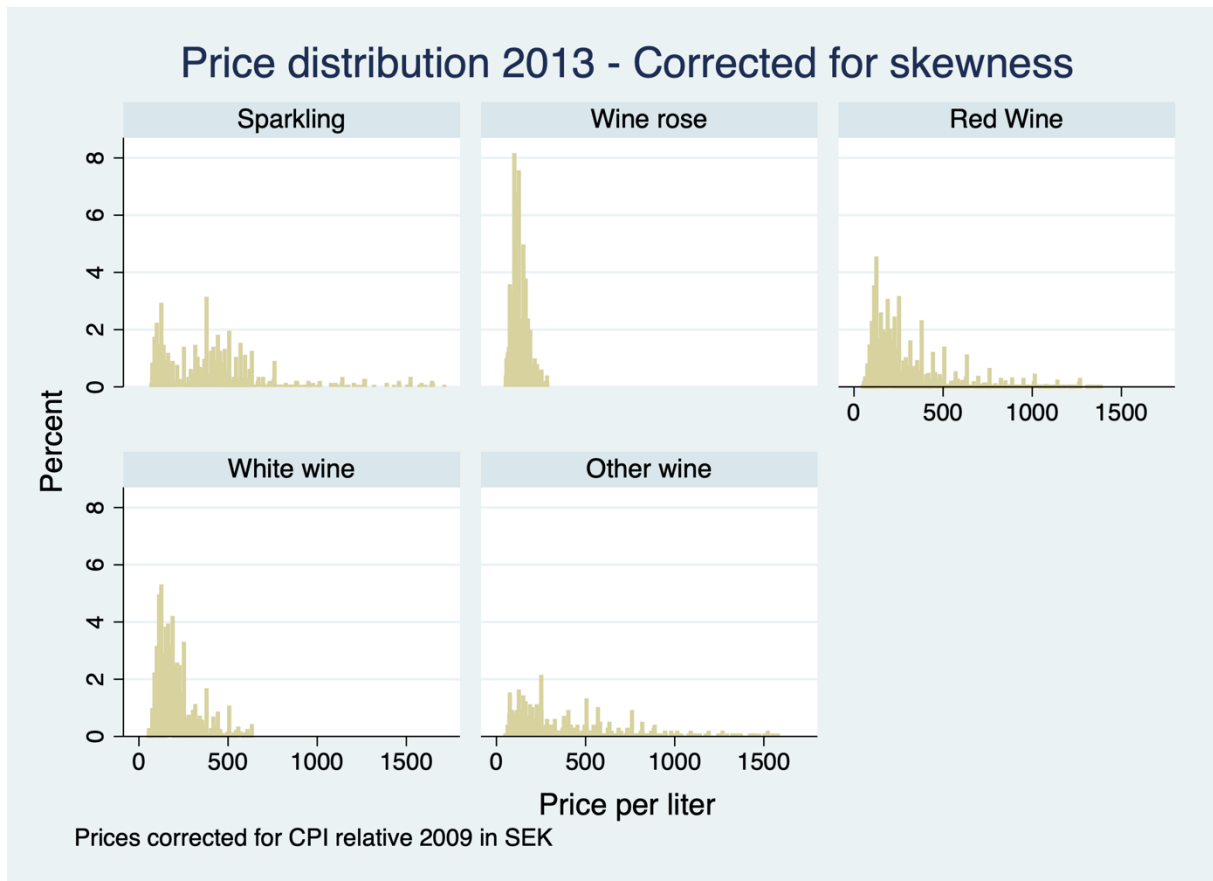 Price distribution 2013 - Corrected for skewness
Sparkling
Wine rose
Red Wine
8
6
4
2
0
0 500 1000 1500
White wine
Other wine
8
6
4
2
0
0 500 1000 1500
0 500 1000 1500
Percent
Price per liter
Prices corrected for CPI relative 2009 in SEK